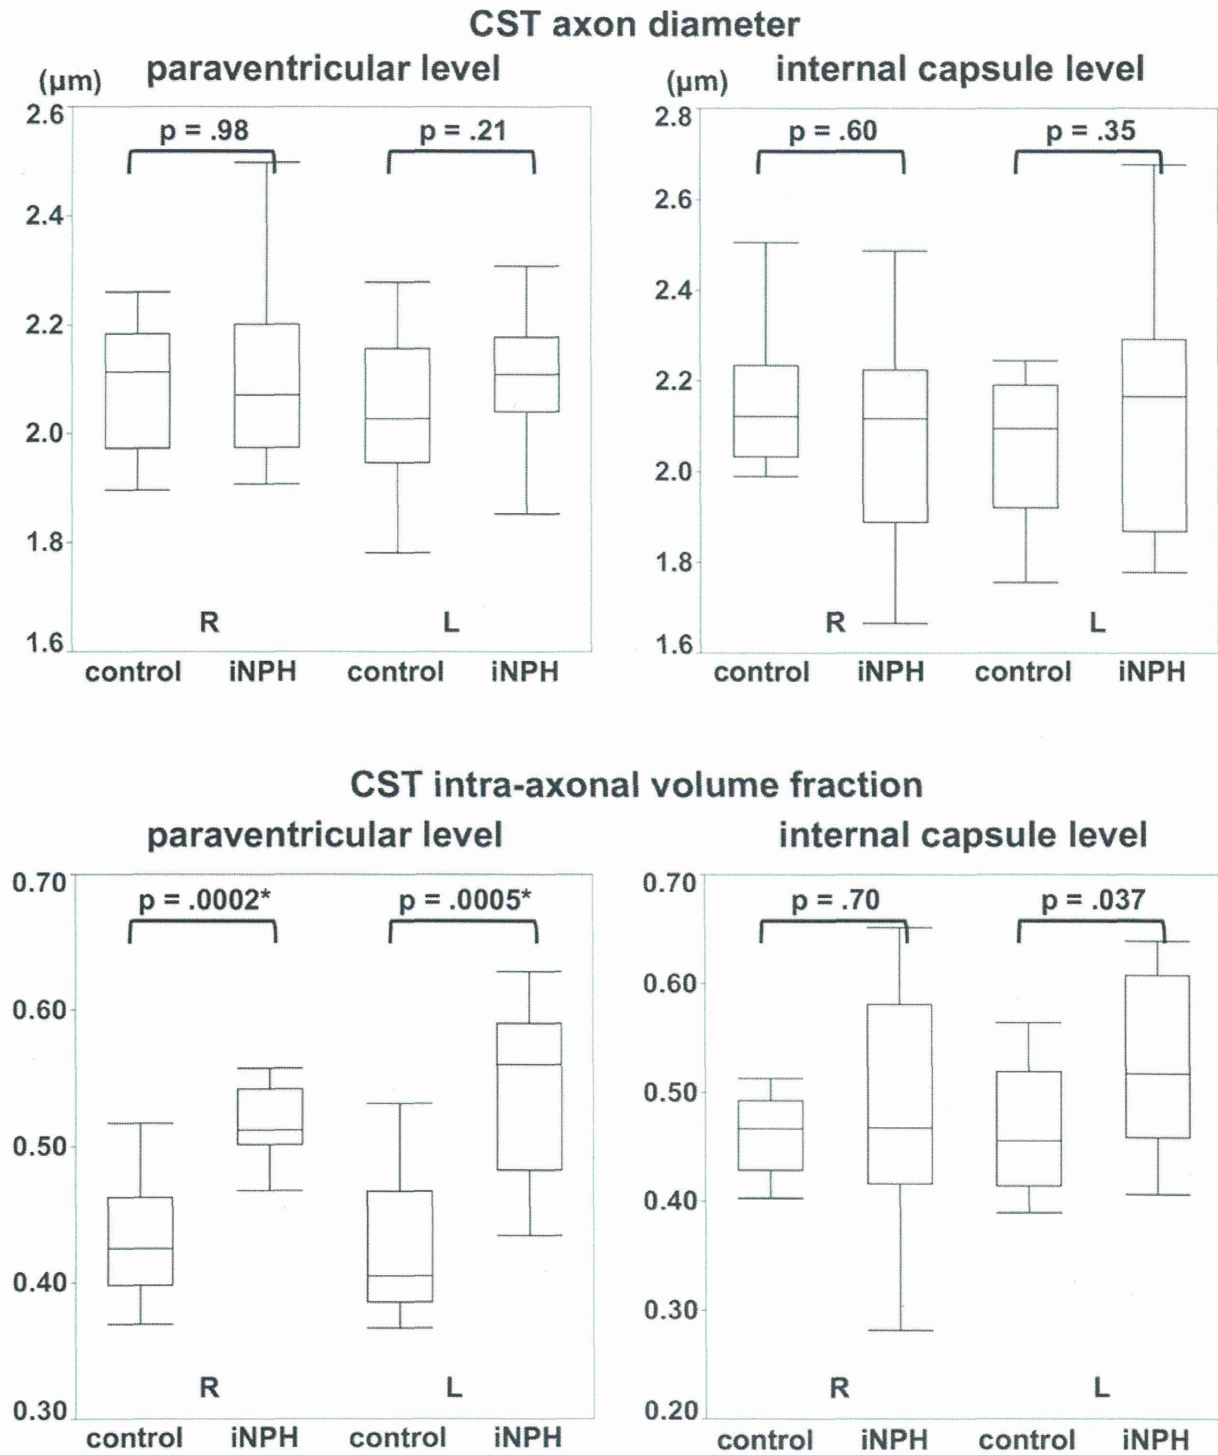 CST axon diameter
paraventricular level
internal capsule level
(μm)
(μm)
2.6
2.4
2.2
2.0
1.8
1.6
p = .98
p = .21
R
L
control
iNPH
control
iNPH
2.8
2.6
2.4
2.2
2.0
1.8
1.6
p = .60
p = .35
R
L
control
iNPH
control
iNPH
CST intra-axonal volume fraction
paraventricular level
internal capsule level
0.70
0.60
0.50
0.40
0.30
p = .0002*
p = .0005*
R
L
control
iNPH
control
iNPH
0.70
0.60
0.50
0.40
0.30
0.20
p = .70
p = .037
R
L
control
iNPH
control
iNPH